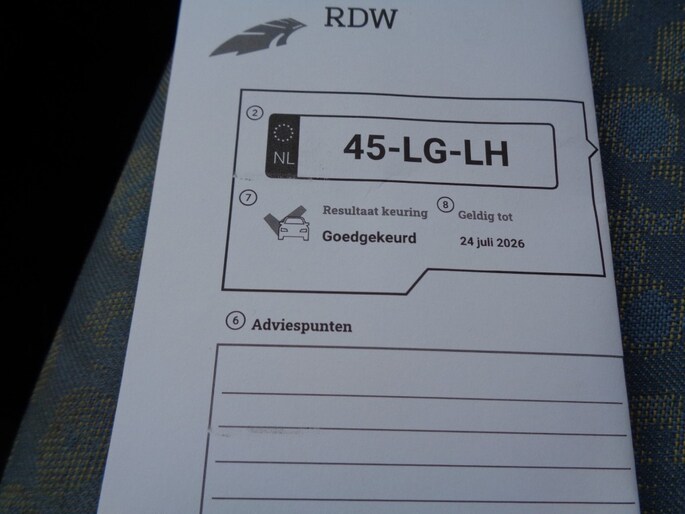 RDW
2
NL 45-LG-LH
7 Resultaat keuring 8 Geldig tot
Goedgekeurd 24 juli 2026
6 Adviespunten